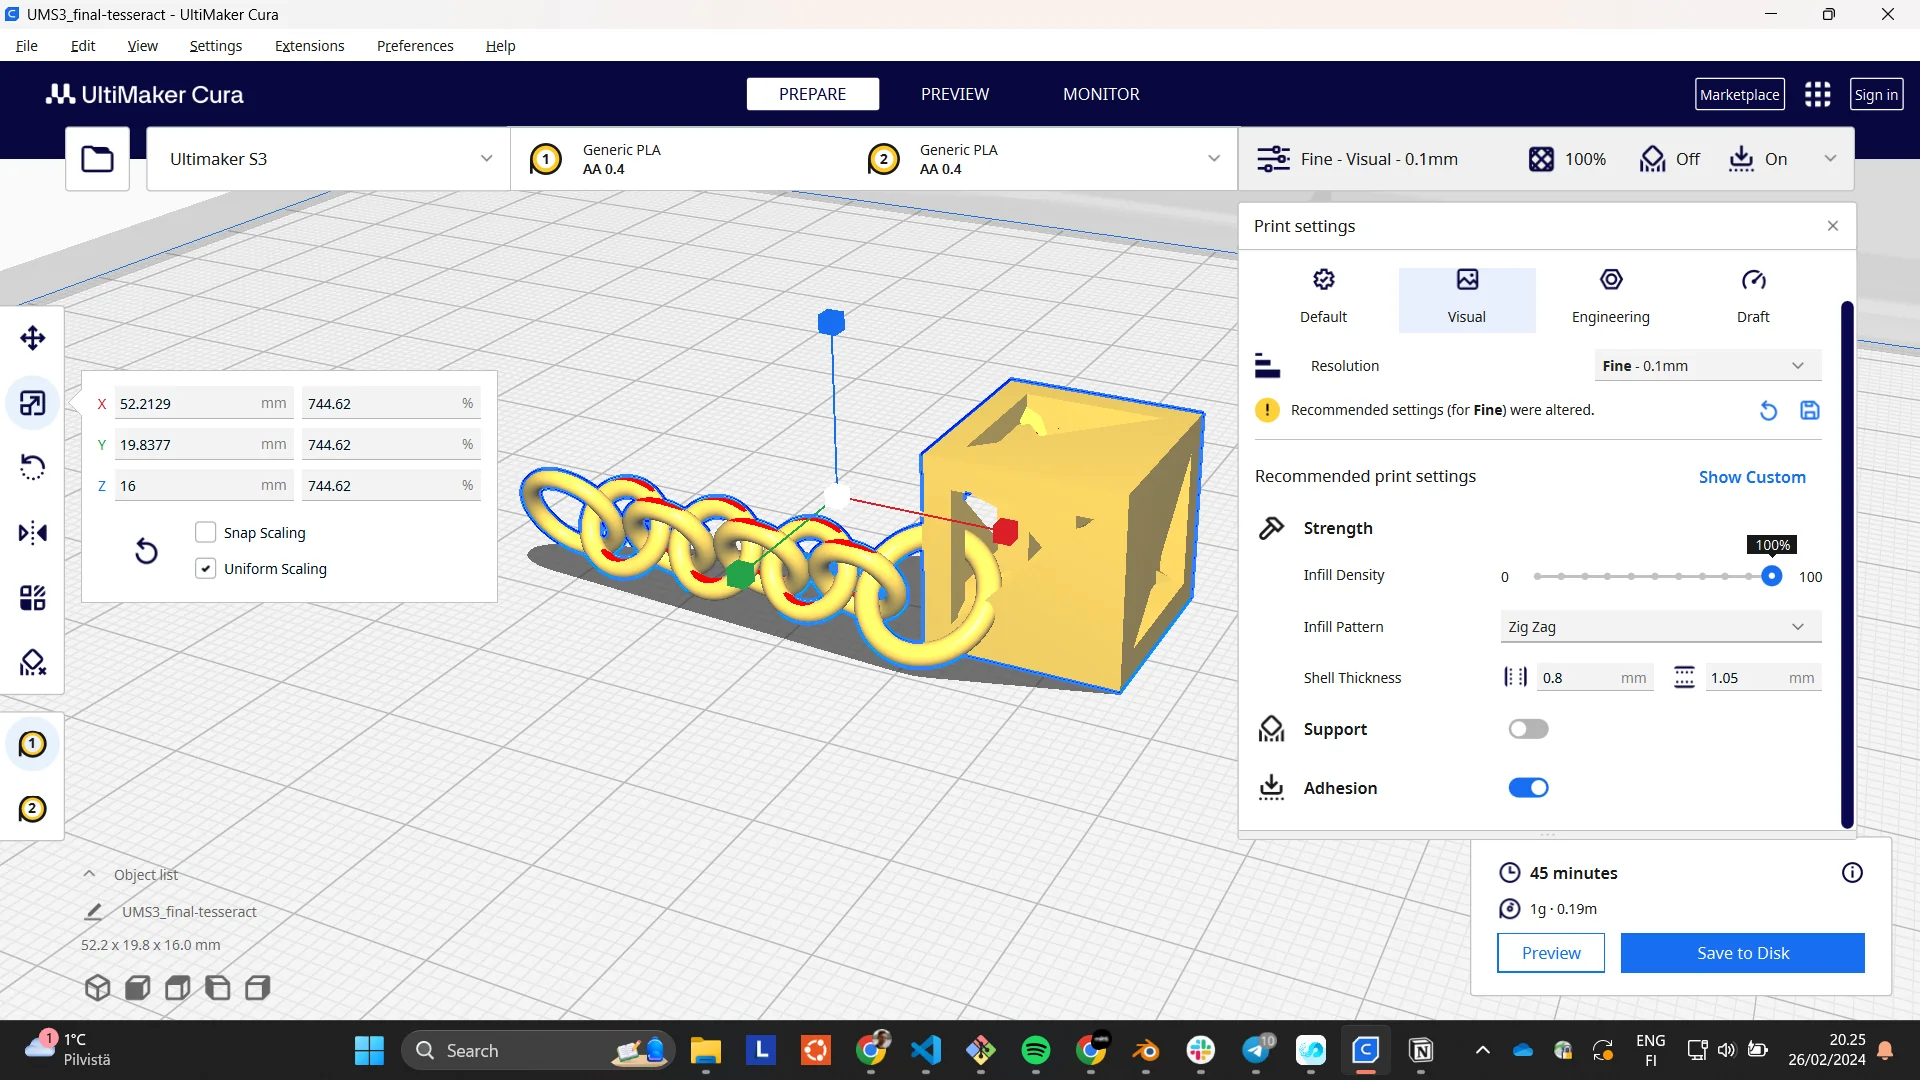 UMS3_final-tesseract - UltiMaker Cura
File Edit View Settings Extensions Preferences Help
UltiMaker Cura
PREPARE PREVIEW MONITOR
Marketplace Sign in
Ultimaker S3
1 Generic PLA
AA 0.4
2 Generic PLA
AA 0.4
Fine - Visual - 0.1mm 100% Off On
Print settings
Default Visual Engineering Draft
Resolution Fine - 0.1mm
! Recommended settings (for Fine) were altered.
Recommended print settings Show Custom
Strength
100%
Infill Density 0 100
Infill Pattern Zig Zag
Shell Thickness 0.8 mm 1.05 mm
Support
Adhesion
X 52.2129 mm 744.62 %
Y 19.8377 mm 744.62 %
Z 16 mm 744.62 %
Snap Scaling
Uniform Scaling
1
2
Object list
UMS3_final-tesseract
52.2 x 19.8 x 16.0 mm
45 minutes
1g · 0.19m
Preview Save to Disk
1 1°C
Pilvistä
Search
L
10
N
ENG
FI
20.25
26/02/2024